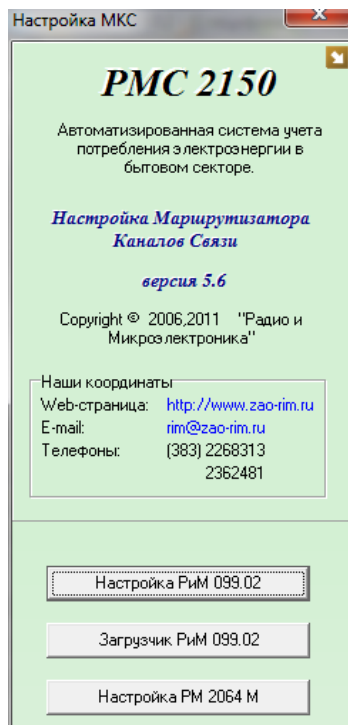 Настройка МКС
РМС 2150
Автоматизированная система учета
потребления электроэнергии в
бытовом секторе.
Настройка Маршрутизатора
Каналов Связи
версия 5.6
Copyright © 2006,2011 "Радио и
Микроэлектроника"
Наши координаты
Web-страница: http://www.zao-rim.ru
E-mail: rim@zao-rim.ru
Телефоны: (383) 2268313
2362481
Настройка РиМ 099.02
Загрузчик РиМ 099.02
Настройка РМ 2064 М